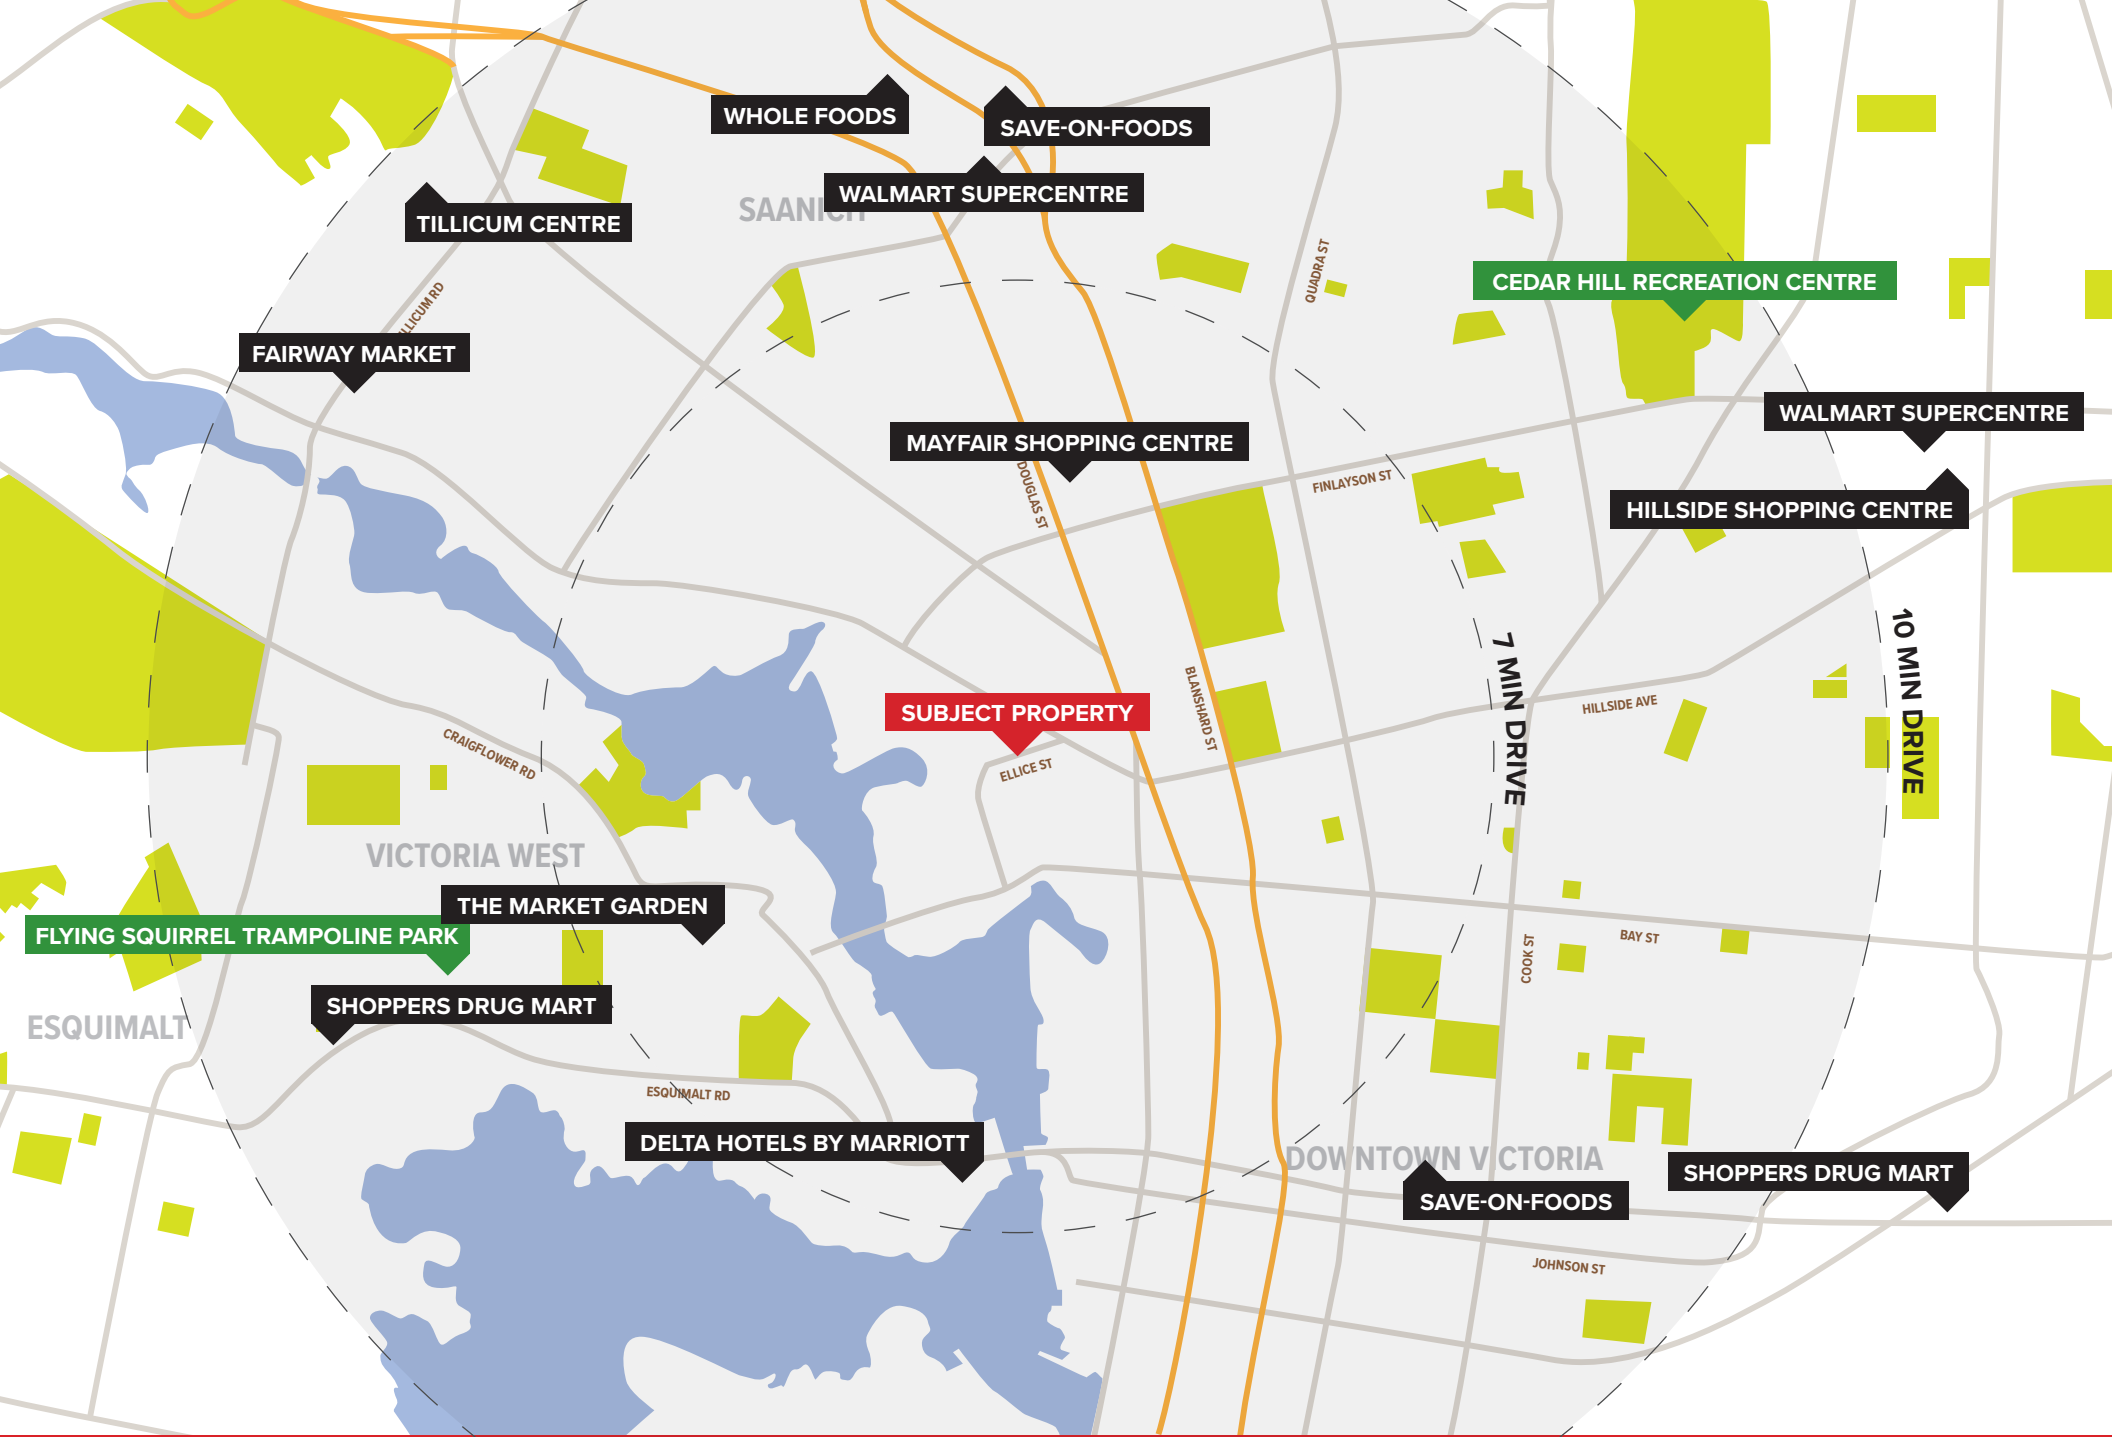 WHOLE FOODS
SAVE-ON-FOODS
WALMART SUPERCENTRE
SAANICH
TILLICUM CENTRE
QUADRA ST
CEDAR HILL RECREATION CENTRE
TILLICUM RD
FAIRWAY MARKET
WALMART SUPERCENTRE
MAYFAIR SHOPPING CENTRE
DOUGLAS ST
FINLAYSON ST
HILLSIDE SHOPPING CENTRE
7 MIN DRIVE
10 MIN DRIVE
BLANSHARD ST
HILLSIDE AVE
SUBJECT PROPERTY
ELLICE ST
CRAIGFLOWER RD
VICTORIA WEST
THE MARKET GARDEN
FLYING SQUIRREL TRAMPOLINE PARK
COOK ST
BAY ST
SHOPPERS DRUG MART
ESQUIMALT
ESQUIMALT RD
DELTA HOTELS BY MARRIOTT
DOWNTOWN VICTORIA
SHOPPERS DRUG MART
SAVE-ON-FOODS
JOHNSON ST